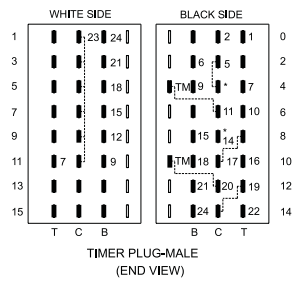 WHITE SIDE BLACK SIDE
1 23 24 2 1 0
3 21 6 5 2
5 18 TM 9 * 7 4
7 15 11 10 6
9 12 15 * 14 8 8
11 7 9 TM 18 17 16 10
13 21 20 19 12
15 24 22 14
T C B B C T
TIMER PLUG-MALE
(END VIEW)